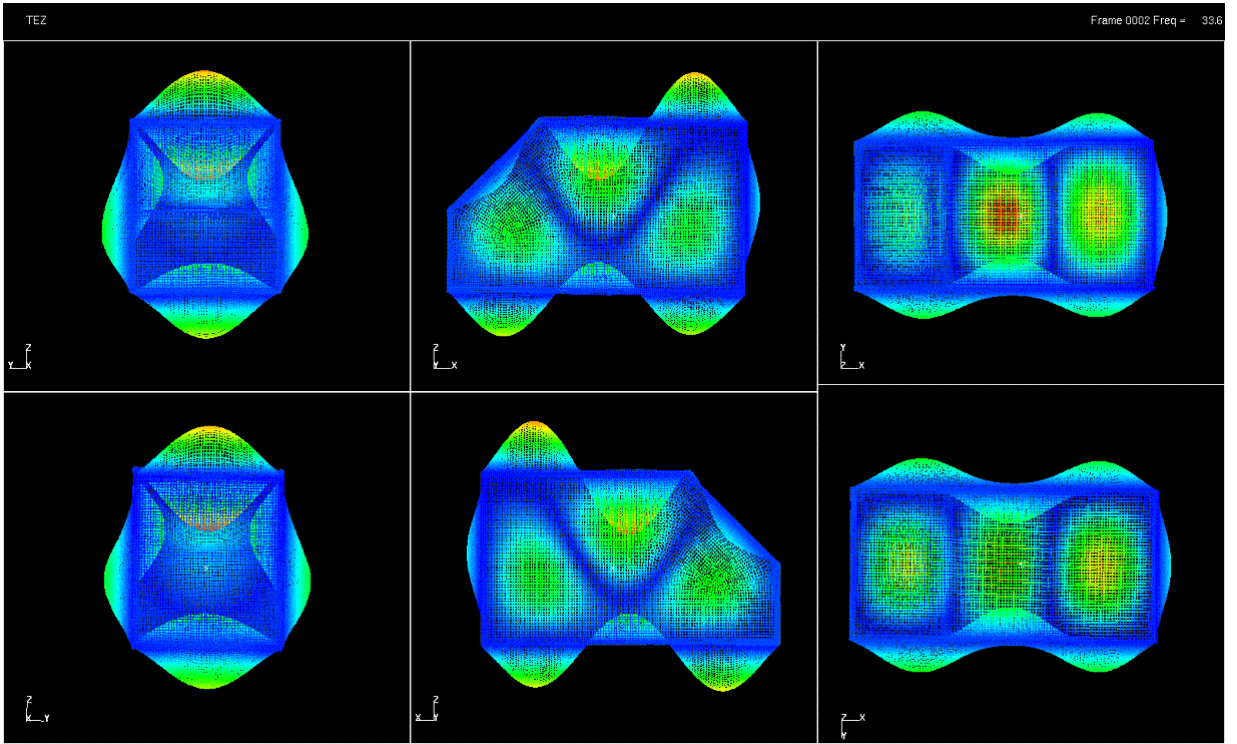 TEZ
Frame 0002 Freq = 33.6
Z
Y X
Z
Y X
Y
Z X
Z
X Y
Z
X Y
Z X
Y